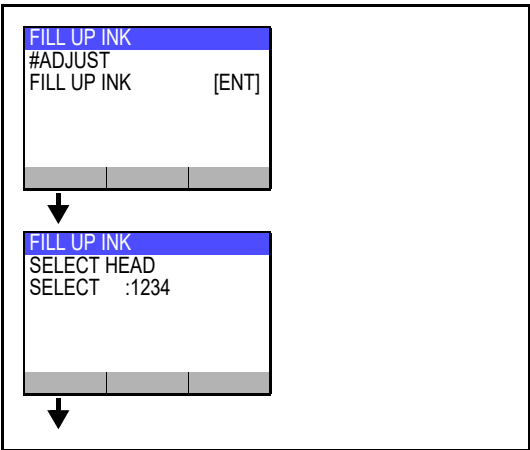 FILL UP INK
#ADJUST
FILL UP INK [ENT]
FILL UP INK
SELECT HEAD
SELECT :1234